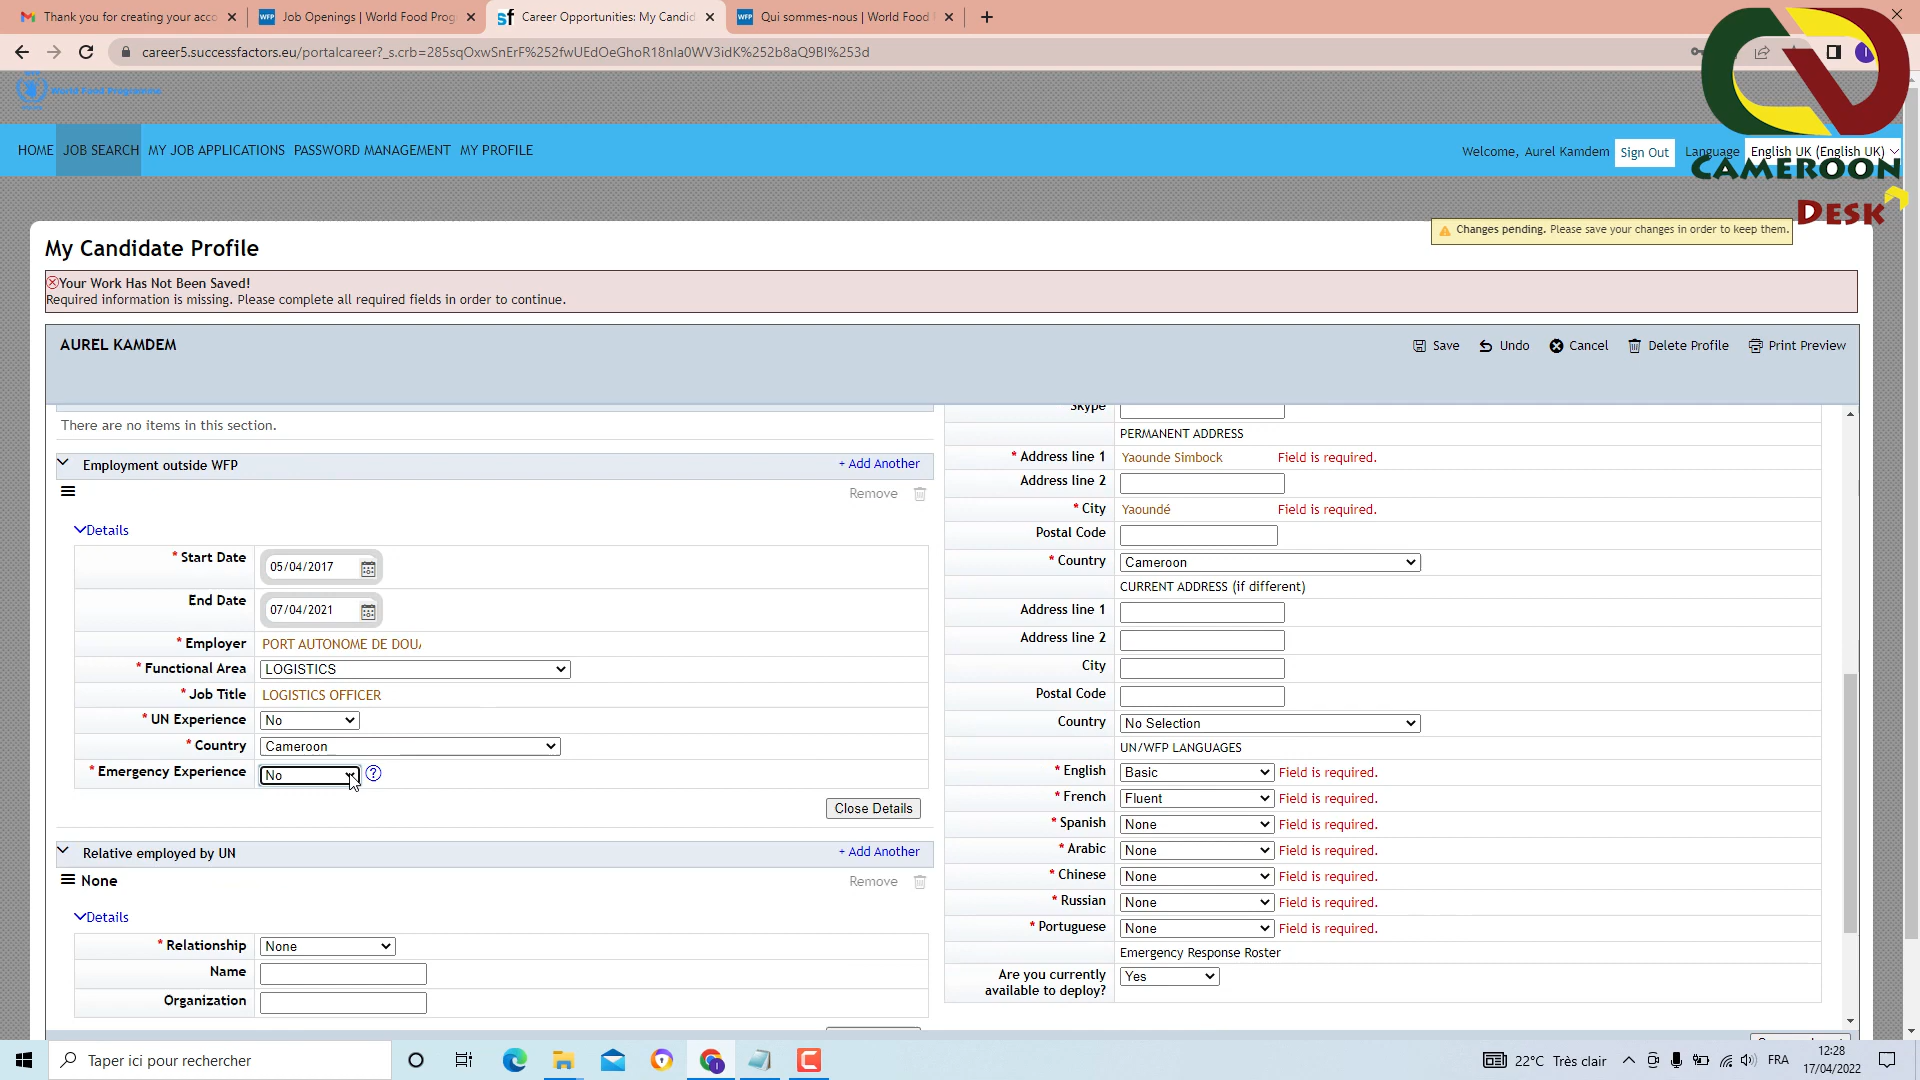 Thank you for creating your acco
Job Openings | World Food Prog
Career Opportunities: My Candid
Qui sommes-nous | World Food
career5.successfactors.eu/portalcareer?_s.crb=285sqOxwSnErF%252fwUEdOeGhoR18nIa0WV3idK%252b8aQ9BI%253d
World Food Programme
HOME JOB SEARCH MY JOB APPLICATIONS PASSWORD MANAGEMENT MY PROFILE
Welcome, Aurel Kamdem Sign Out Language English UK (English UK)
CAMEROON
DESK
Changes pending. Please save your changes in order to keep them.
My Candidate Profile
Your Work Has Not Been Saved!
Required information is missing. Please complete all required fields in order to continue.
AUREL KAMDEM
Save Undo Cancel Delete Profile Print Preview
There are no items in this section.
Employment outside WFP + Add Another
Remove
Details
* Start Date 05/04/2017
End Date 07/04/2021
* Employer PORT AUTONOME DE DOU
* Functional Area LOGISTICS
* Job Title LOGISTICS OFFICER
* UN Experience No
* Country Cameroon
* Emergency Experience No ?
Close Details
Relative employed by UN + Add Another
None Remove
Details
* Relationship None
Name
Organization
Skype
PERMANENT ADDRESS
* Address line 1 Yaounde Simbock Field is required.
Address line 2
* City Yaoundé Field is required.
Postal Code
* Country Cameroon
CURRENT ADDRESS (if different)
Address line 1
Address line 2
City
Postal Code
Country No Selection
UN/WFP LANGUAGES
* English Basic Field is required.
* French Fluent Field is required.
* Spanish None Field is required.
* Arabic None Field is required.
* Chinese None Field is required.
* Russian None Field is required.
* Portuguese None Field is required.
Emergency Response Roster
Are you currently
available to deploy? Yes
Taper ici pour rechercher
22°C Très clair
FRA
12:28
17/04/2022